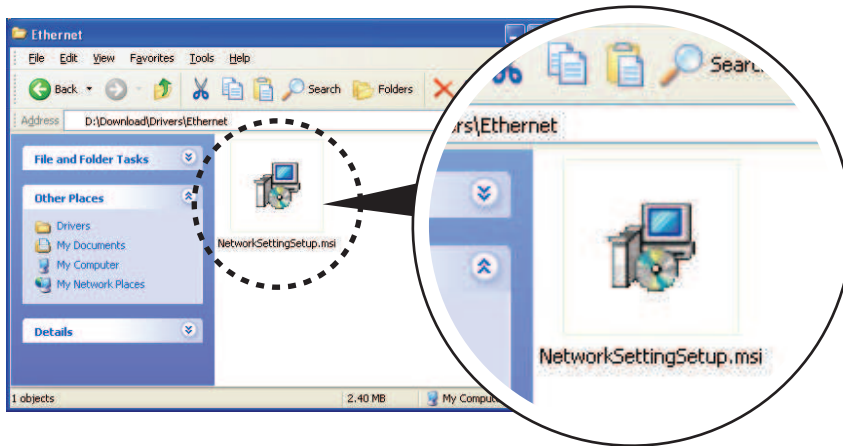 Ethernet
File Edit View Favorites Tools Help
Back Search Folders
Address D:\Download\Drivers\Ethernet
File and Folder Tasks
Other Places
Drivers
My Documents
My Computer
My Network Places
Details
NetworkSettingSetup.msi
1 objects 2.40 MB My Compu
Sear
rs\Ethernet
NetworkSettingSetup.msi